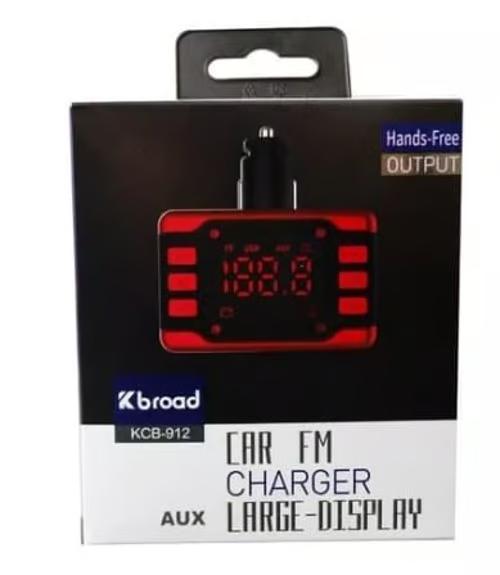 Hands-Free
OUTPUT
188.8
Kbroad
KCB-912
CAR FM
CHARGER
AUX LARGE-DISPLAY